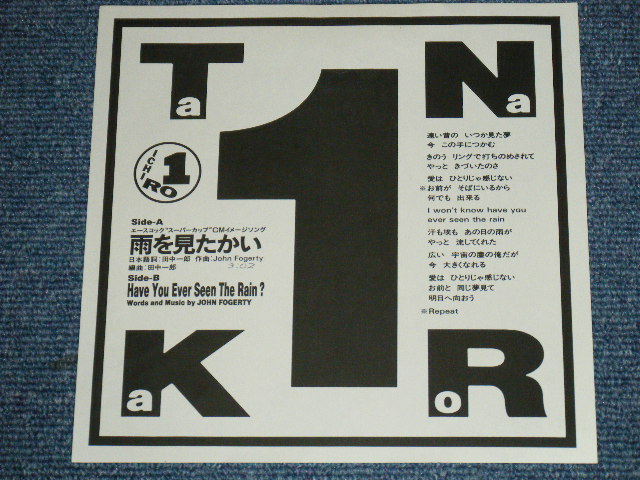 Ta
Na
1
ICHI
1
RO
Side-A
エースコック"スーパーカップ"CMイメージソング
雨を見たかい
日本語詞:田中一郎 作曲:John Fogerty
編曲:田中一郎
3:02
Side-B
Have You Ever Seen The Rain?
Words and Music by JOHN FOGERTY
遠い昔の いつか見た夢
今 この手につかむ
きのう リングで打ちのめされて
やっと きづいたのさ
愛は ひとりじゃ感じない
※お前が そばにいるから
何でも 出来る
I won't know have you
ever seen the rain
汗も埃も あの日の雨が
やっと 流してくれた
広い 宇宙の塵の俺だが
今 大きくなれる
愛は ひとりじゃ感じない
お前と 同じ夢見て
明日へ向おう
※Repeat
Ka
Ro